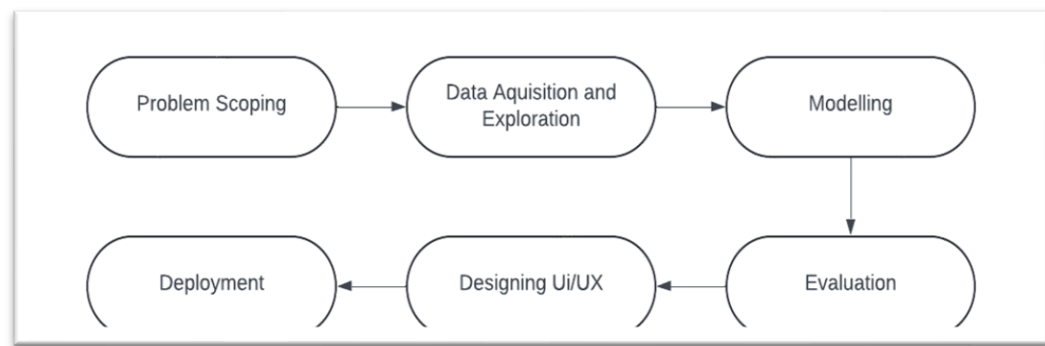 Problem Scoping
Data Aquisition and
Exploration
Modelling
Deployment
Designing Ui/UX
Evaluation